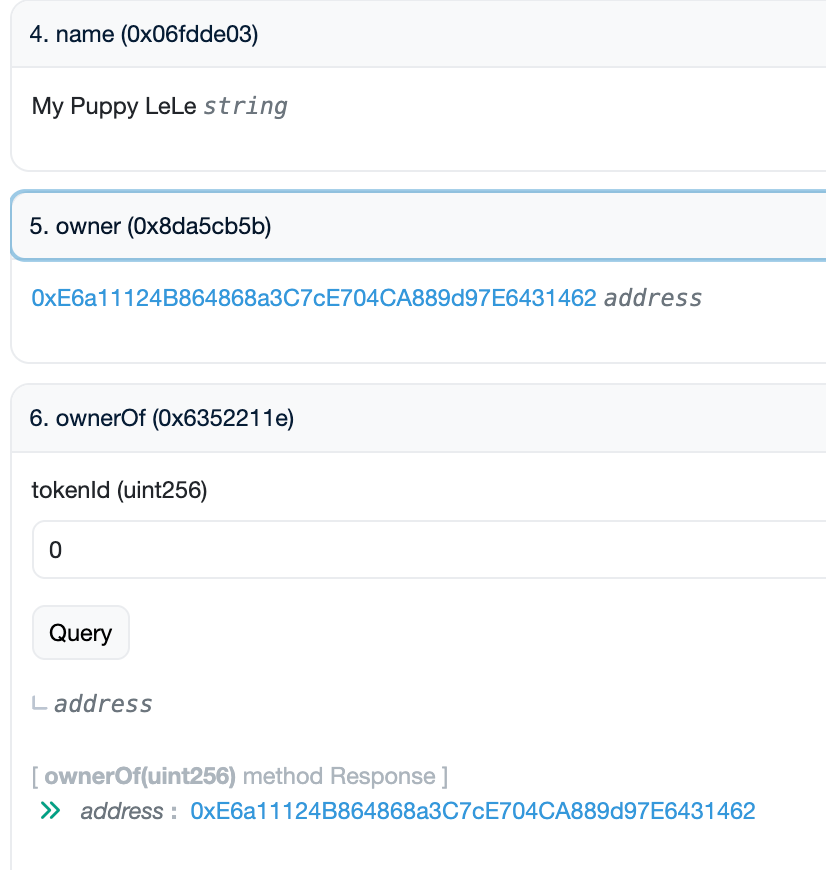 4. name (0x06fdde03)
My Puppy LeLe string
5. owner (0x8da5cb5b)
0xE6a11124B864868a3C7cE704CA889d97E6431462 address
6. ownerOf (0x6352211e)
tokenId (uint256)
0
Query
address
[ ownerOf(uint256) method Response ]
address : 0xE6a11124B864868a3C7cE704CA889d97E6431462